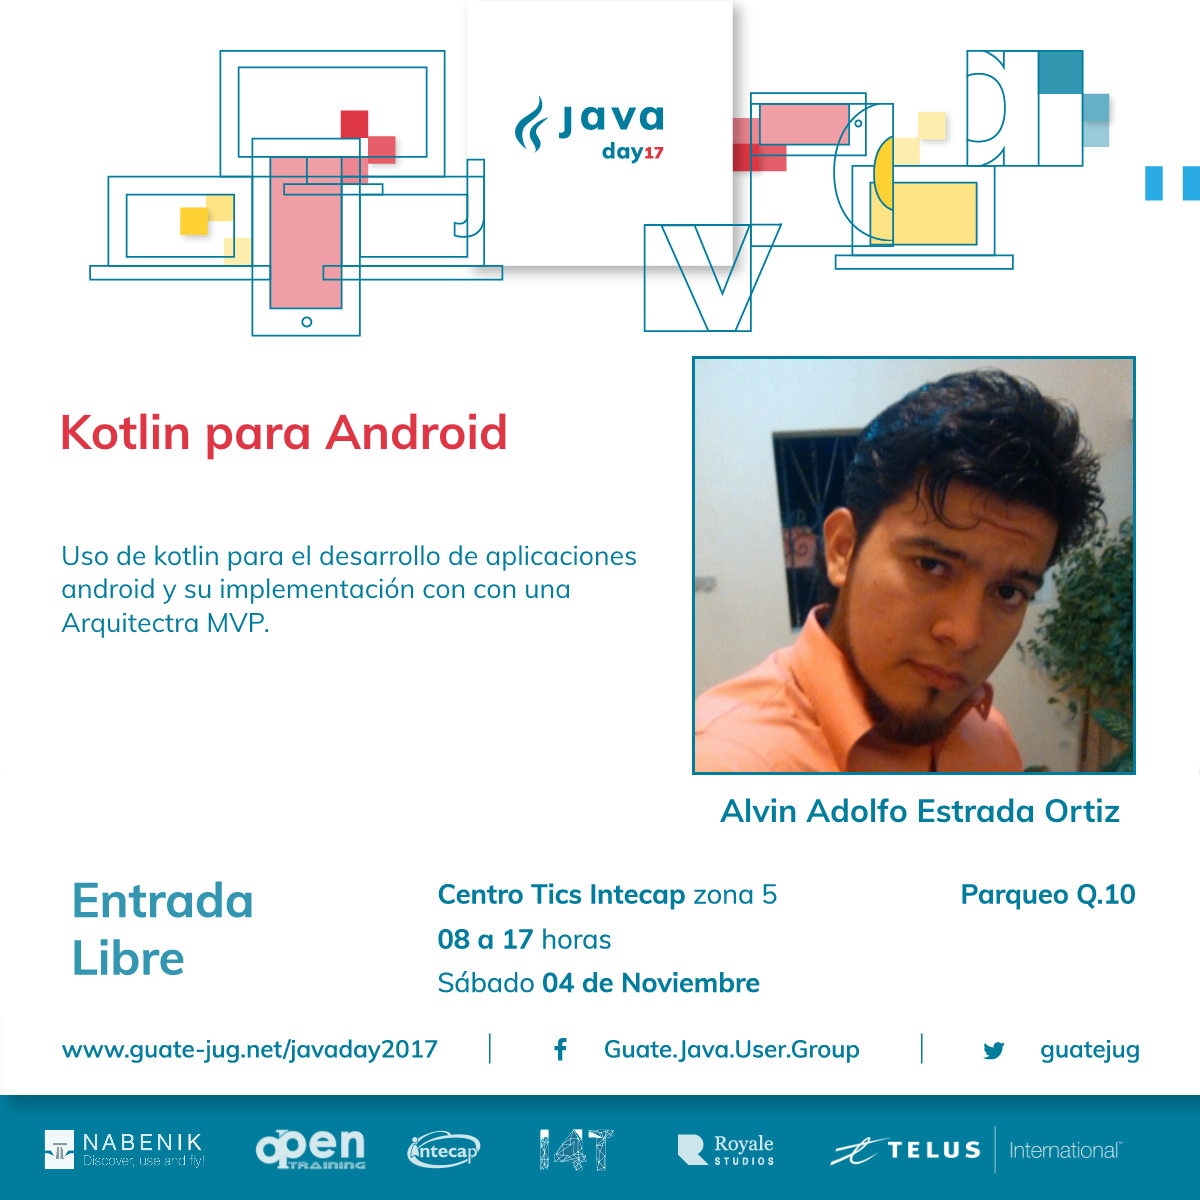 Java
day17
J
V
a
a
Kotlin para Android
Uso de kotlin para el desarrollo de aplicaciones
android y su implementación con con una
Arquitectra MVP.
Alvin Adolfo Estrada Ortiz
Entrada
Libre
Centro Tics Intecap zona 5
08 a 17 horas
Sábado 04 de Noviembre
Parqueo Q.10
www.guate-jug.net/javaday2017
Guate.Java.User.Group
guatejug
NABENIK
Discover, use and fly!
open
TRAINING
intecap
I4T
Royale
STUDIOS
TELUS International™